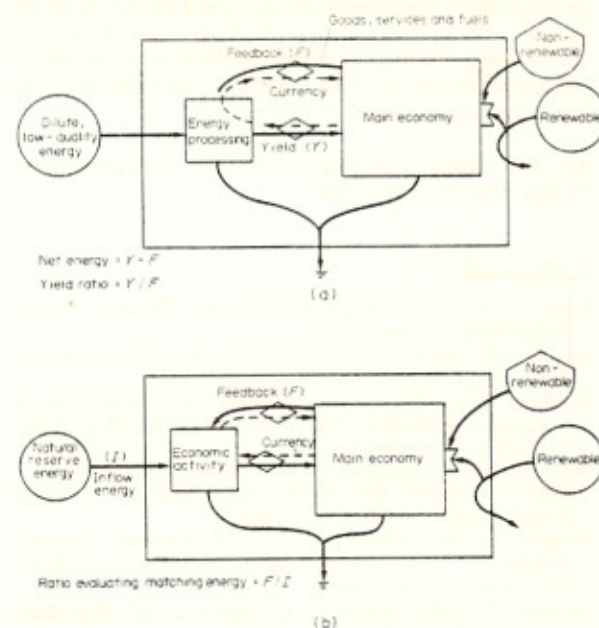 Goods, services and fuels
Feedback (F)
Non-
renewable
Currency
Dilute,
low-quality
energy
Energy
processing
Main economy
Renewable
Yield (Y)
Net energy = Y - F
Yield ratio = Y / F
(a)
Feedback (F)
Non-
renewable
Natural
reserve
energy
(I)
Inflow
energy
Economic
activity
Currency
Main economy
Renewable
Ratio evaluating matching energy = F/I
(b)